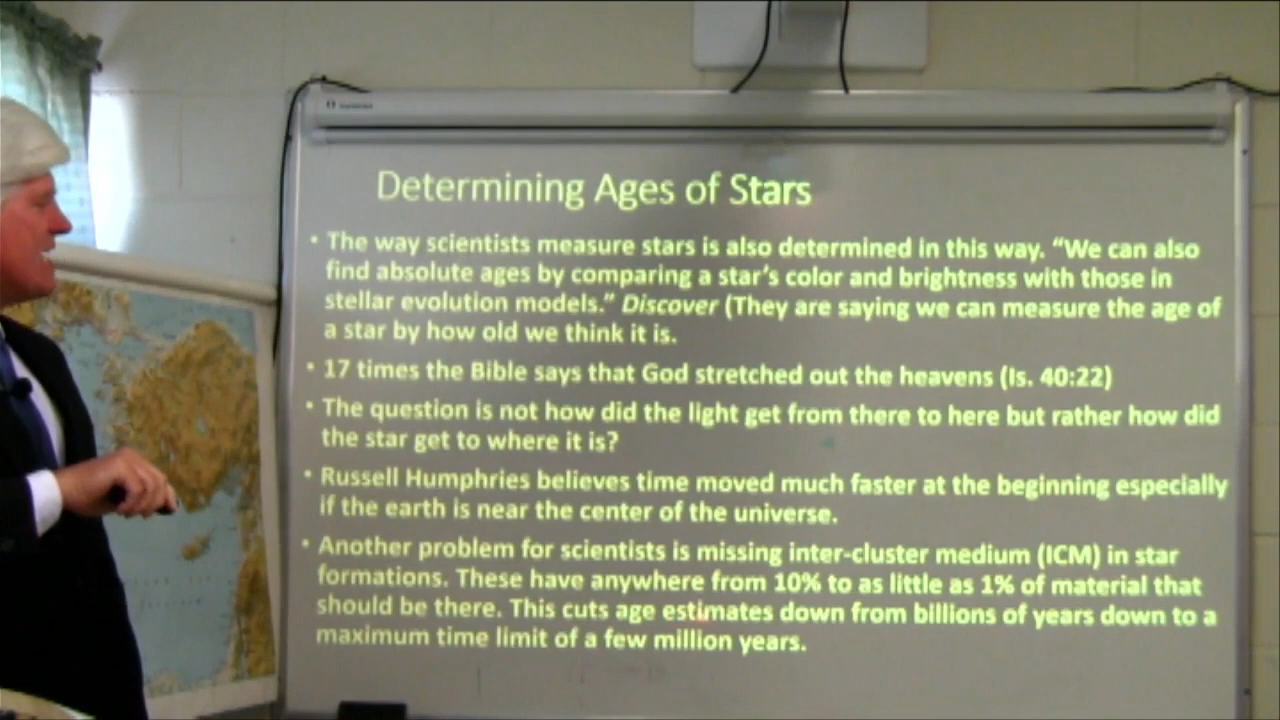 Determining Ages of Stars
• The way scientists measure stars is also determined in this way. “We can also
find absolute ages by comparing a star’s color and brightness with those in
stellar evolution models.” Discover (They are saying we can measure the age of
a star by how old we think it is.
• 17 times the Bible says that God stretched out the heavens (Is. 40:22)
• The question is not how did the light get from there to here but rather how did
the star get to where it is?
• Russell Humphries believes time moved much faster at the beginning especially
if the earth is near the center of the universe.
• Another problem for scientists is missing inter-cluster medium (ICM) in star
formations. These have anywhere from 10% to as little as 1% of material that
should be there. This cuts age estimates down from billions of years down to a
maximum time limit of a few million years.